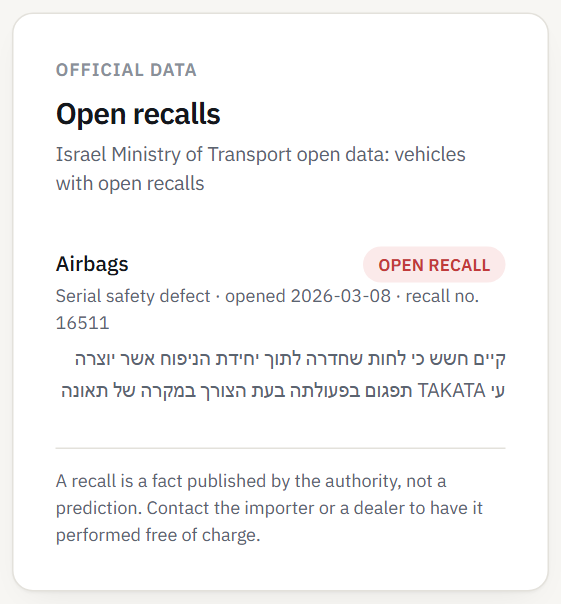 OFFICIAL DATA
Open recalls
Israel Ministry of Transport open data: vehicles
with open recalls
Airbags
OPEN RECALL
Serial safety defect · opened 2026-03-08 · recall no.
16511
קיים חשש כי לחות שחדרה לתוך יחידת הניפוח אשר יוצרה
עי TAKATA תפגום בפעולתה בעת הצורך במקרה של תאונה
A recall is a fact published by the authority, not a
prediction. Contact the importer or a dealer to have it
performed free of charge.